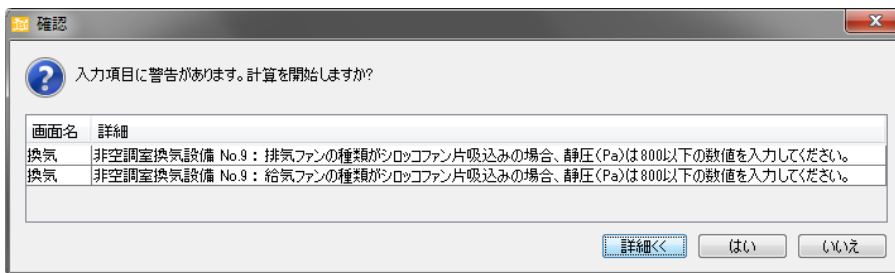 確認
入力項目に警告があります。計算を開始しますか?
画面名 詳細
換気 非空調室換気設備 No.9 : 排気ファンの種類がシロッコファン片吸込みの場合、静圧(Pa)は800以下の数値を入力してください。
換気 非空調室換気設備 No.9 : 給気ファンの種類がシロッコファン片吸込みの場合、静圧(Pa)は800以下の数値を入力してください。
詳細<< はい いいえ